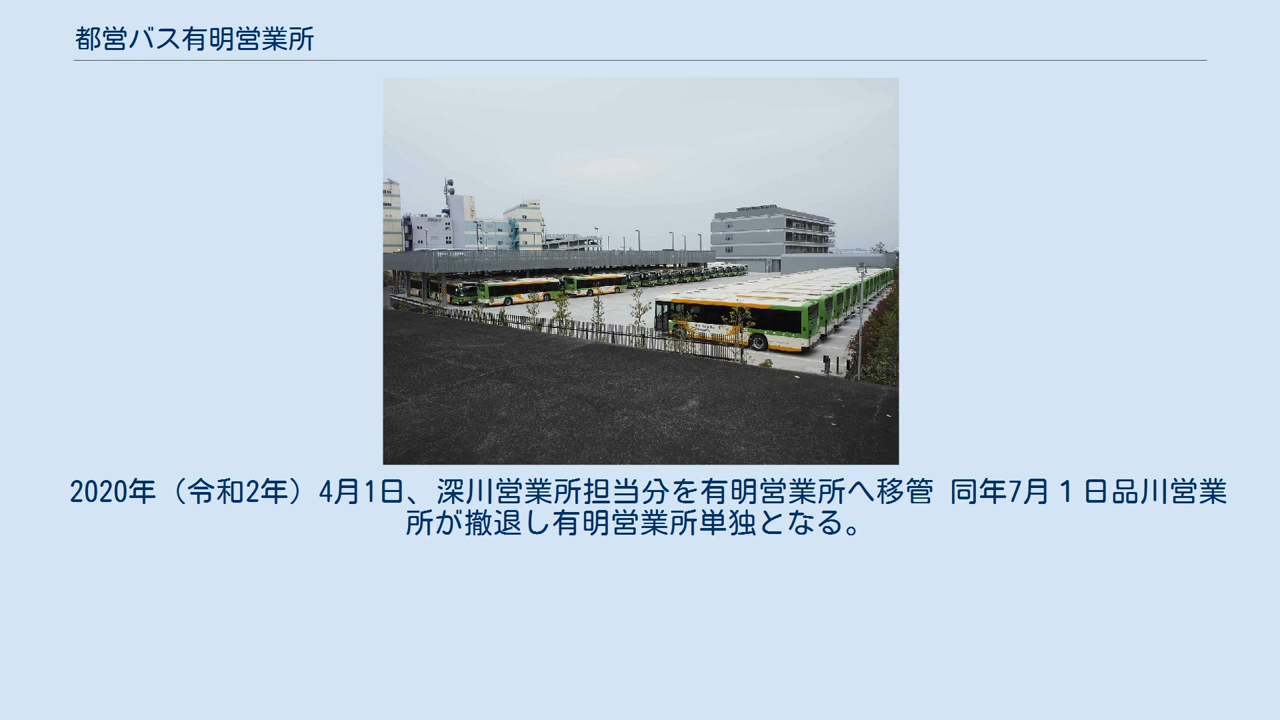 都営バス有明営業所
2020年（令和2年）4月1日、深川営業所担当分を有明営業所へ移管 同年7月１日品川営業
所が撤退し有明営業所単独となる。